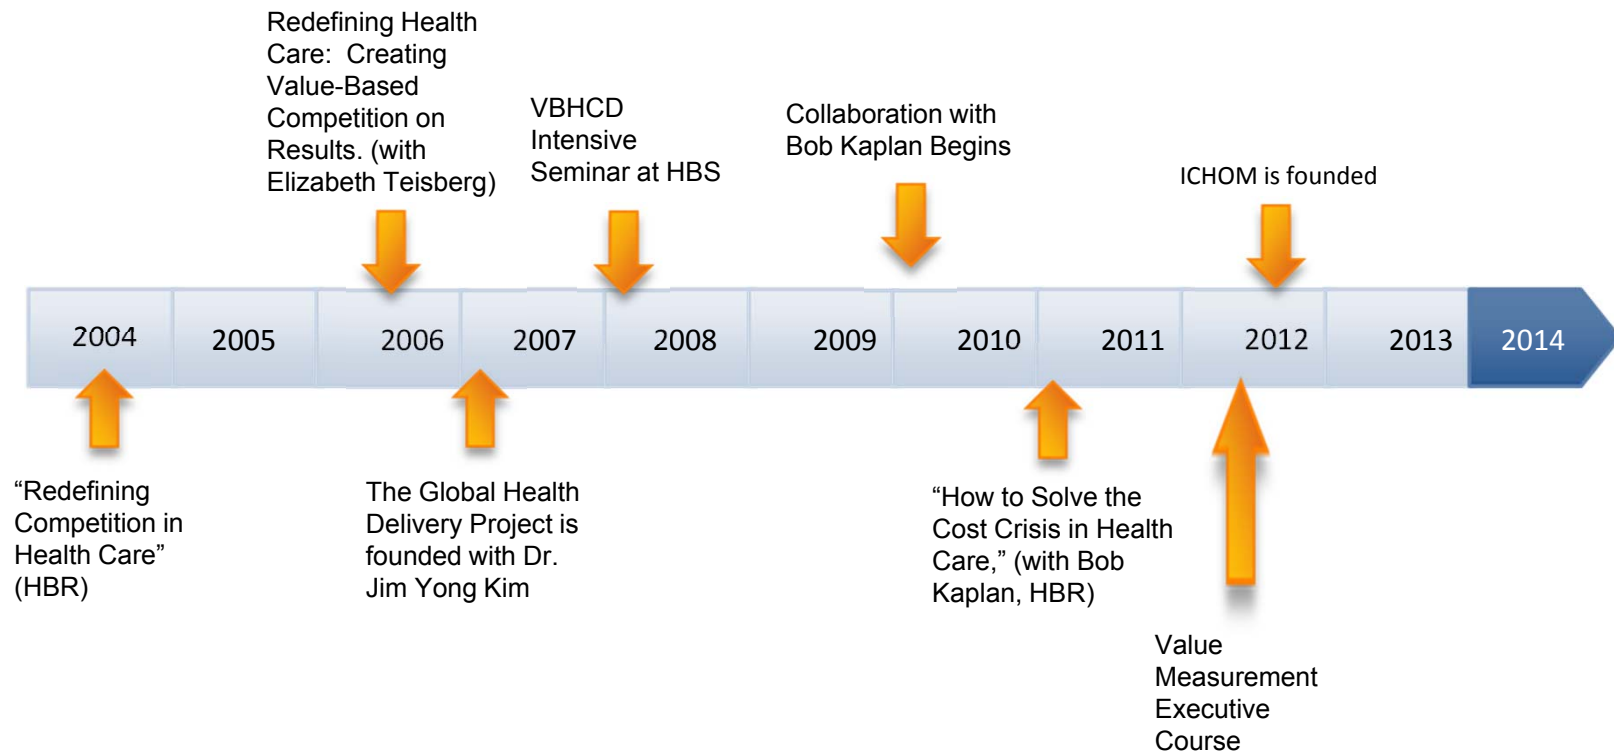 Redefining Health
Care:  Creating
Value-Based
Competition on
Results. (with
Elizabeth Teisberg)
VBHCD
Intensive
Seminar at HBS
Collaboration with
Bob Kaplan Begins
ICHOM is founded
2004
2005
2006
2007
2008
2009
2010
2011
2012
2013
2014
“Redefining
Competition in
Health Care”
(HBR)
The Global Health
Delivery Project is
founded with Dr.
Jim Yong Kim
“How to Solve the
Cost Crisis in Health
Care,” (with Bob
Kaplan, HBR)
Value
Measurement
Executive
Course